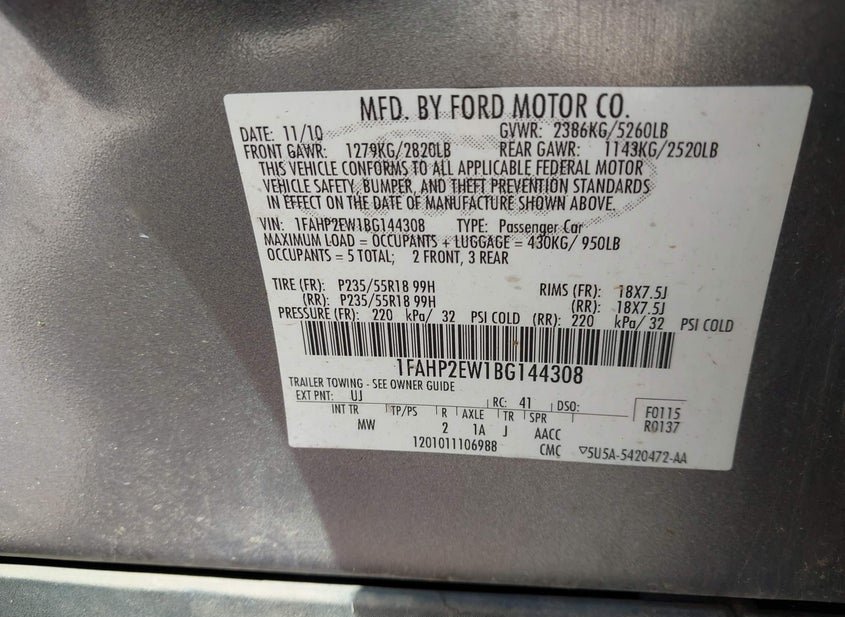 MFD. BY FORD MOTOR CO.
DATE: 11/10 GVWR: 2386KG/5260LB
FRONT GAWR: 1279KG/2820LB REAR GAWR: 1143KG/2520LB
THIS VEHICLE CONFORMS TO ALL APPLICABLE FEDERAL MOTOR
VEHICLE SAFETY, BUMPER, AND THEFT PREVENTION STANDARDS
IN EFFECT ON THE DATE OF MANUFACTURE SHOWN ABOVE.
VIN: 1FAHP2EW1BG144308 TYPE: Passenger Car
MAXIMUM LOAD = OCCUPANTS + LUGGAGE = 430KG/ 950LB
OCCUPANTS = 5 TOTAL; 2 FRONT, 3 REAR
TIRE (FR): P235/55R18 99H RIMS (FR): 18X7.5J
(RR): P235/55R18 99H (RR): 18X7.5J
PRESSURE (FR): 220 kPa/ 32 PSI COLD (RR): 220 kPa/ 32 PSI COLD
1FAHP2EW1BG144308
TRAILER TOWING - SEE OWNER GUIDE
EXT PNT: UJ RC: 41 DSO: F0115
INT TR TP/PS R AXLE TR SPR R0137
MW 2 1A J AACC
1201011106988 CMC ▽5U5A-5420472-AA